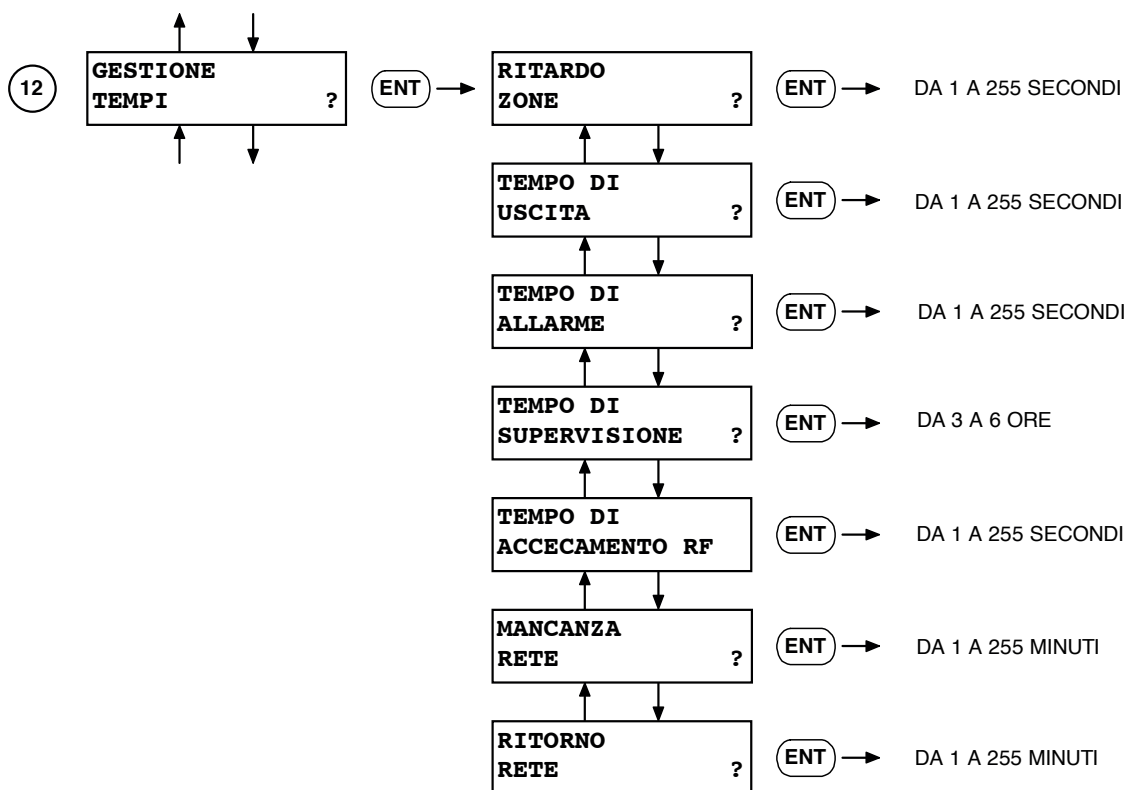 12
GESTIONE
TEMPI ?
ENT
RITARDO
ZONE ?
ENT
DA 1 A 255 SECONDI
TEMPO DI
USCITA ?
ENT
DA 1 A 255 SECONDI
TEMPO DI
ALLARME ?
ENT
DA 1 A 255 SECONDI
TEMPO DI
SUPERVISIONE ?
ENT
DA 3 A 6 ORE
TEMPO DI
ACCECAMENTO RF
ENT
DA 1 A 255 SECONDI
MANCANZA
RETE ?
ENT
DA 1 A 255 MINUTI
RITORNO
RETE ?
ENT
DA 1 A 255 MINUTI